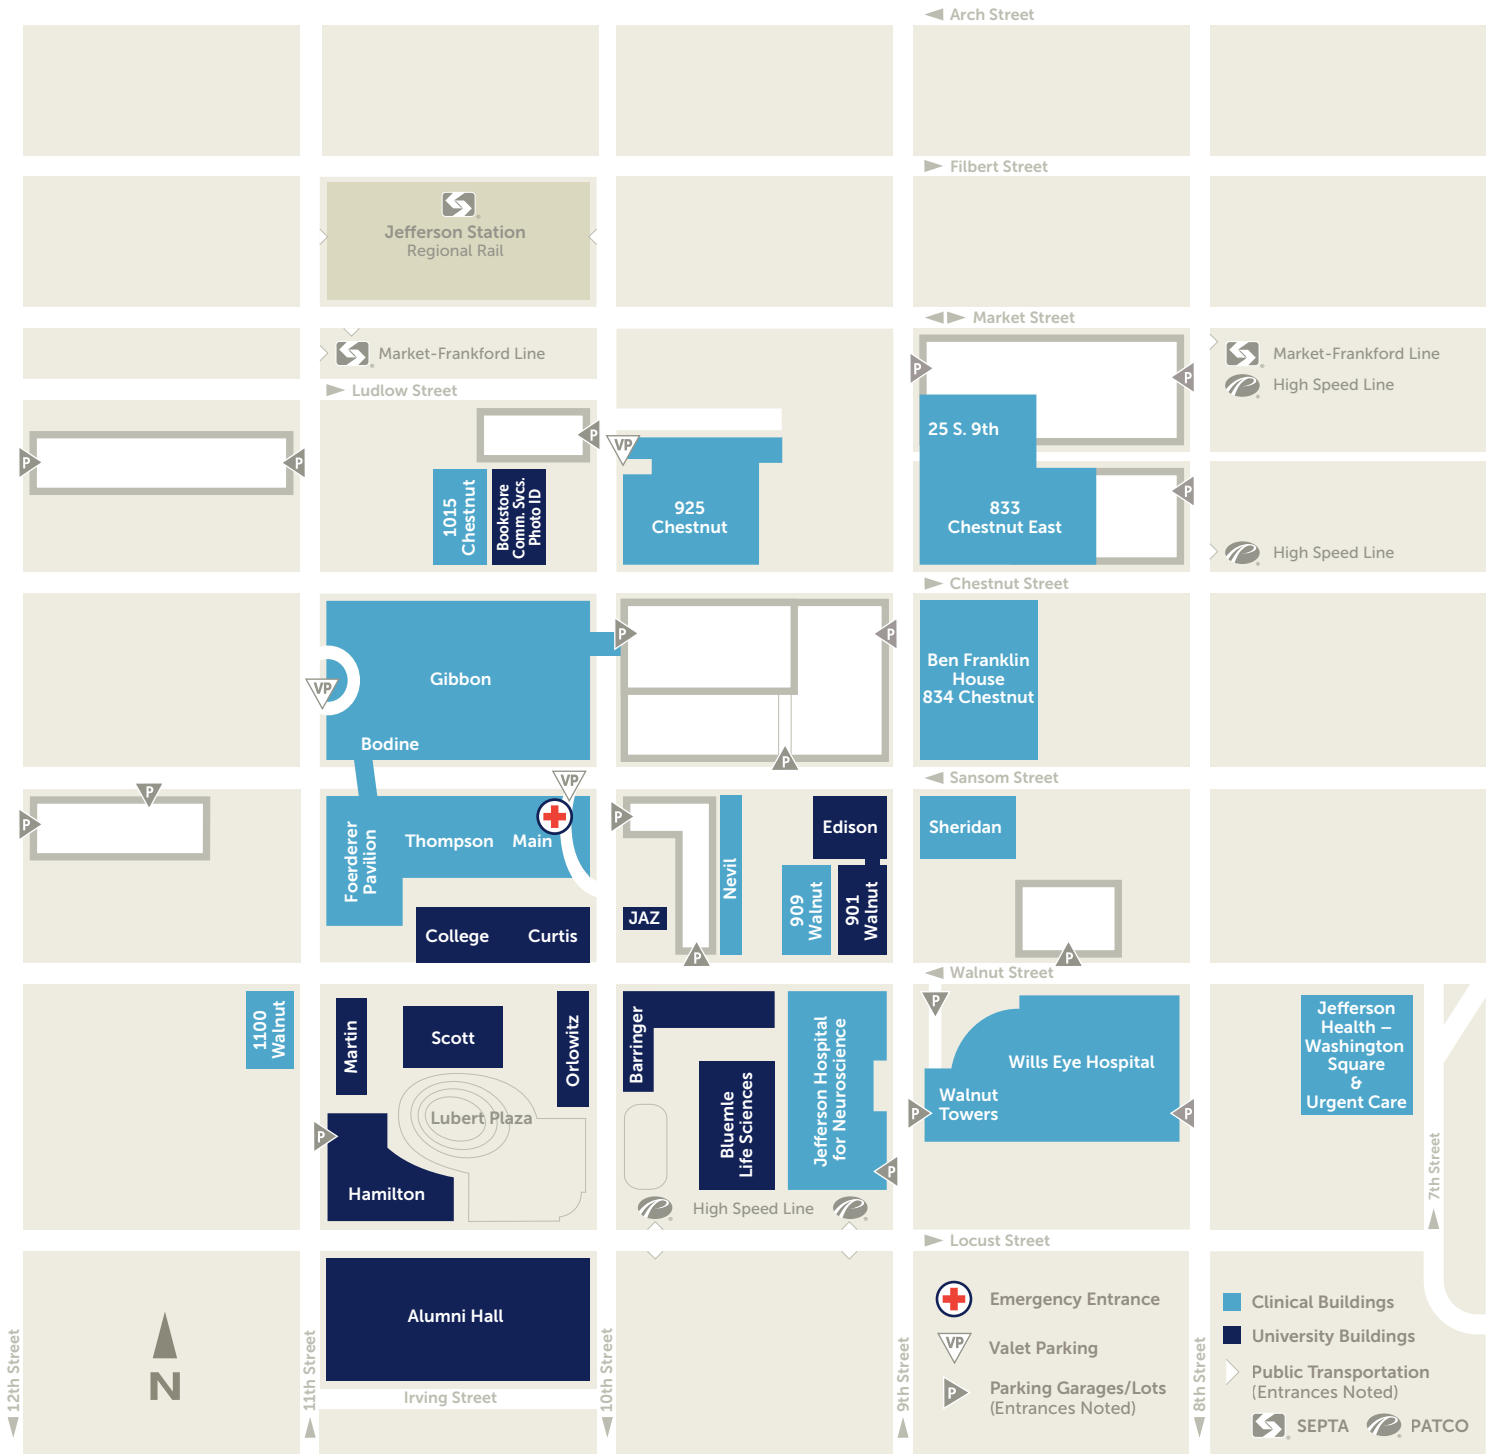 Arch Street
Filbert Street
Jefferson Station
Regional Rail
Market Street
Market-Frankford Line
Market-Frankford Line
High Speed Line
Ludlow Street
P
P
P
VP
25 S. 9th
P
P
1015
Chestnut
Bookstore
Comm. Svcs.
Photo ID
925
Chestnut
833
Chestnut East
P
High Speed Line
Chestnut Street
P
P
Gibbon
VP
Ben Franklin
House
834 Chestnut
Bodine
P
Sansom Street
VP
P
P
P
Foerderer
Pavilion
Thompson
Main
Nevil
Edison
Sheridan
JAZ
909
Walnut
901
Walnut
College
Curtis
P
P
Walnut Street
1100
Walnut
Martin
Scott
Orlowitz
Barringer
Jefferson Hospital
for Neuroscience
P
Wills Eye Hospital
Jefferson
Health –
Washington
Square
&
Urgent Care
Lubert Plaza
Bluemle
Life Sciences
Walnut
Towers
P
P
P
Hamilton
P
High Speed Line
7th Street
Locust Street
Alumni Hall
Emergency Entrance
VP
Valet Parking
P
Parking Garages/Lots
(Entrances Noted)
Clinical Buildings
University Buildings
Public Transportation
(Entrances Noted)
SEPTA
PATCO
N
12th Street
11th Street
Irving Street
10th Street
9th Street
8th Street